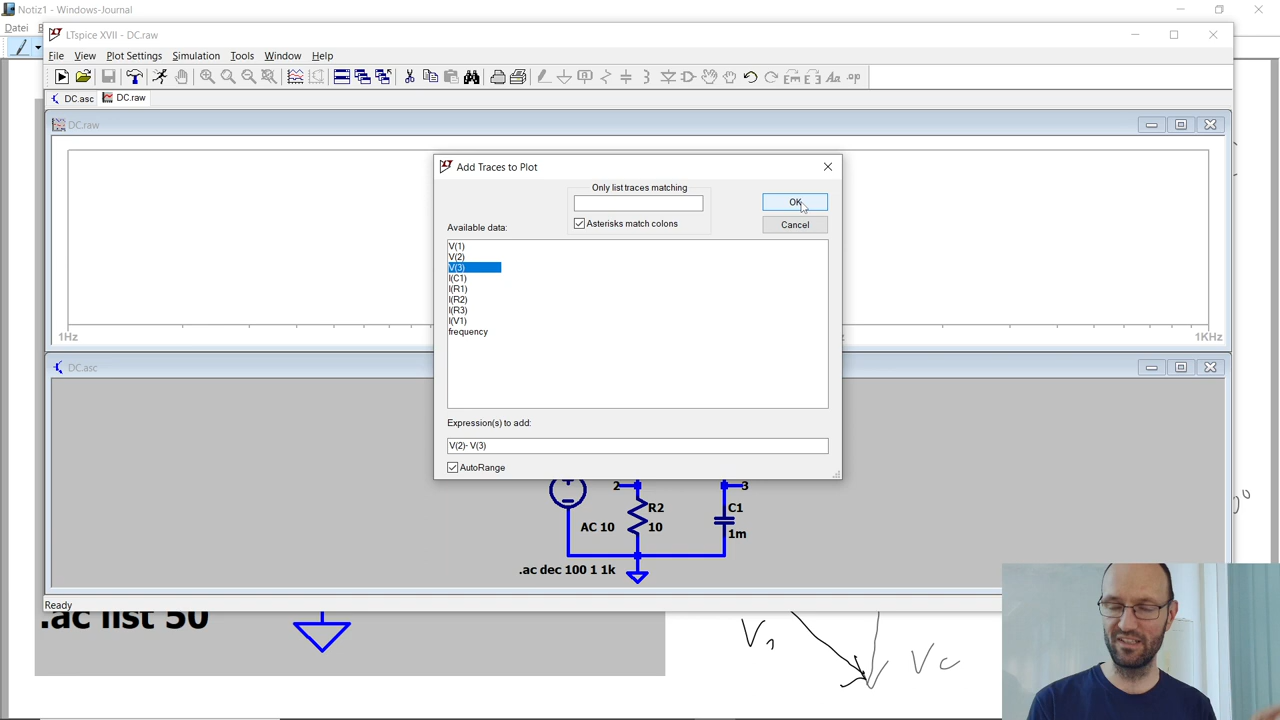 Notiz1 - Windows-Journal
Datei
LTspice XVII - DC.raw
File View Plot Settings Simulation Tools Window Help
DC.asc DC.raw
DC.raw
Add Traces to Plot
Only list traces matching
OK
Asterisks match colons
Cancel
Available data:
V(1)
V(2)
V(3)
I(C1)
I(R1)
I(R2)
I(R3)
I(V1)
frequency
1Hz
1KHz
DC.asc
Expression(s) to add:
V(2)- V(3)
AutoRange
2
3
R2
C1
AC 10
10
1m
.ac dec 100 1 1k
Ready
.ac list 50
V1
Vc